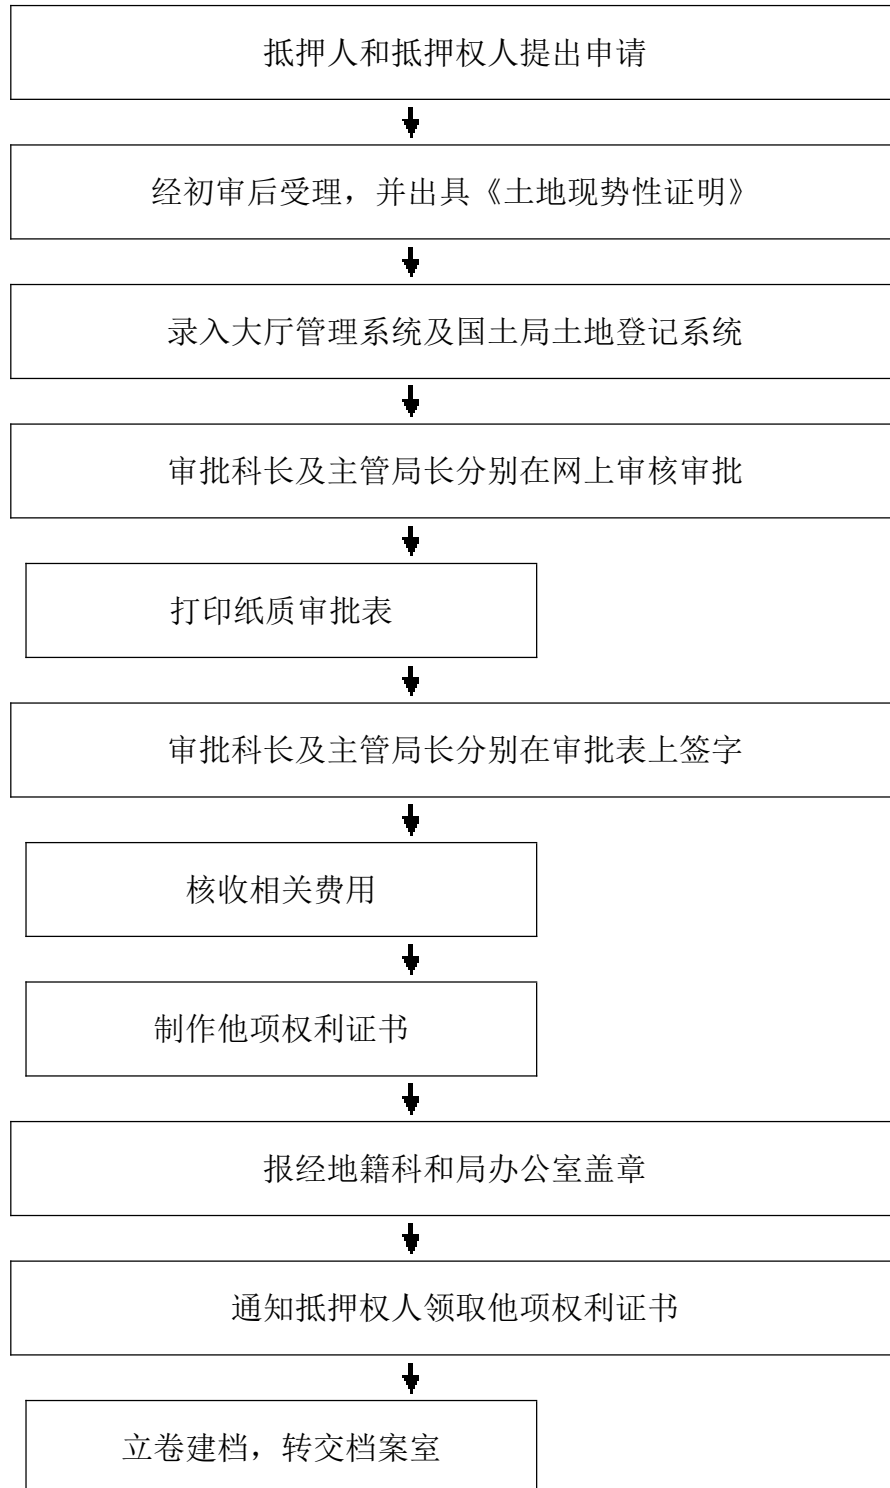 抵押人和抵押权人提出申请
经初审后受理，并出具《土地现势性证明》
录入大厅管理系统及国土局土地登记系统
审批科长及主管局长分别在网上审核审批
打印纸质审批表
审批科长及主管局长分别在审批表上签字
核收相关费用
制作他项权利证书
报经地籍科和局办公室盖章
通知抵押权人领取他项权利证书
立卷建档，转交档案室